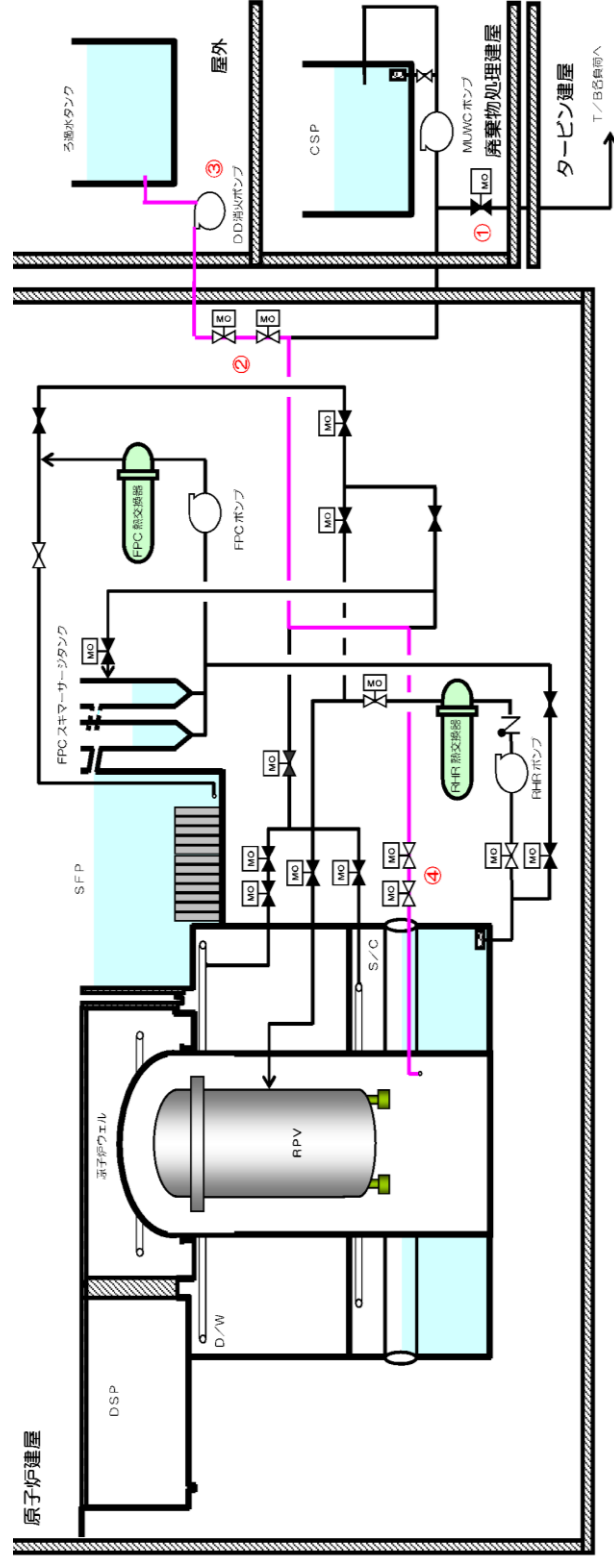 原子炉建屋
DSP
原子炉ウェル
SFP
FPCスキマーサージタンク
FPC熱交換器
FPCポンプ
ろ過水タンク
屋外
③
DD消火ポンプ
②
MO
MO
CSP
MUWCポンプ
廃棄物処理建屋
①
MO
タービン建屋
T/B各負荷へ
MO
MO
MO
MO
MO
MO
MO
MO
MO
MO
MO
MO
④
RHR熱交換器
RHRポンプ
MO
MO
D/W
RPV
S/C